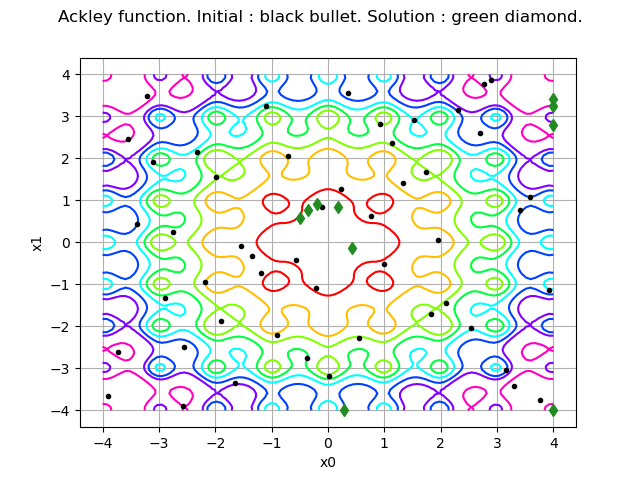 Ackley function. Initial : black bullet. Solution : green diamond.
4
3
2
1
0
−1
−2
−3
−4
x1
−4 −3 −2 −1 0 1 2 3 4
x0